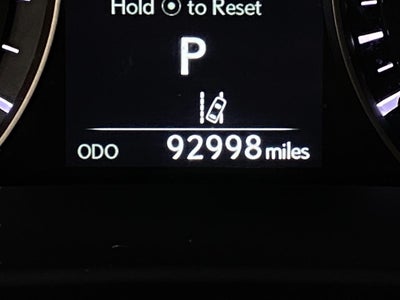 Hold ⦿ to Reset
P
ODO 92998 miles